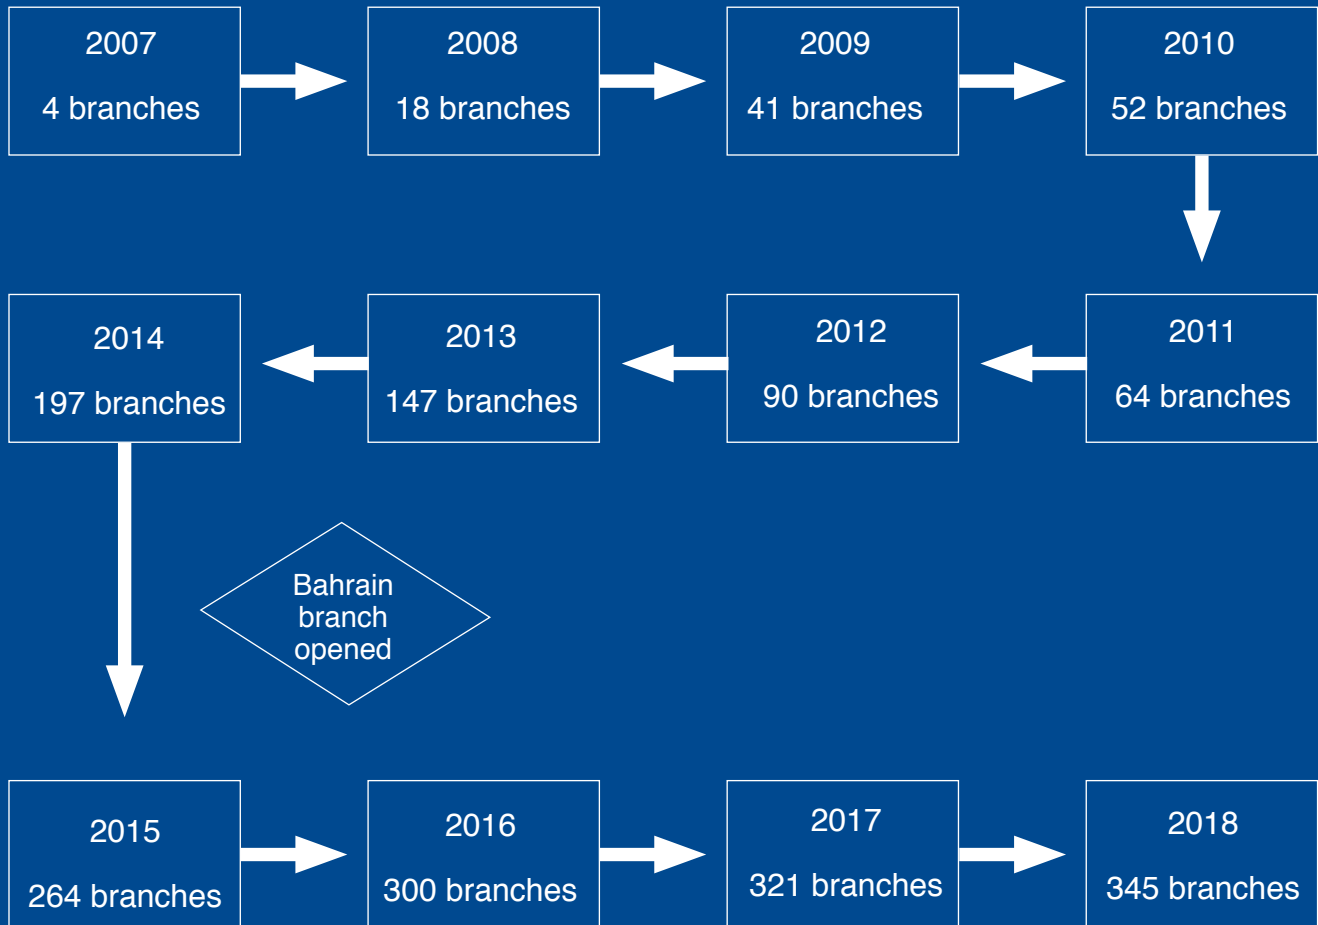 2007
4 branches
2008
18 branches
2009
41 branches
2010
52 branches
2011
64 branches
2012
90 branches
2013
147 branches
2014
197 branches
Bahrain
branch
opened
2015
264 branches
2016
300 branches
2017
321 branches
2018
345 branches